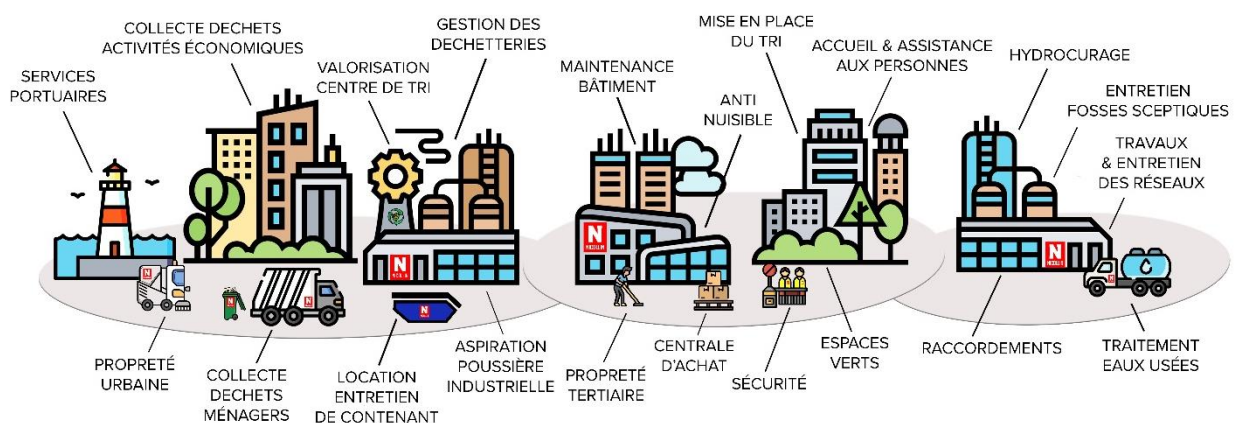 COLLECTE DECHETS
ACTIVITÉS ÉCONOMIQUES
GESTION DES
DECHETTERIES
MISE EN PLACE
DU TRI
ACCUEIL & ASSISTANCE
AUX PERSONNES
HYDROCURAGE
SERVICES
PORTUAIRES
VALORISATION
CENTRE DE TRI
MAINTENANCE
BÂTIMENT
ANTI
NUISIBLE
ENTRETIEN
FOSSES SCEPTIQUES
TRAVAUX
& ENTRETIEN
DES RÉSEAUX
N
NICOLLIN
N
NICOLLIN
N
NICOLLIN
N
N
N
N
PROPRETÉ
URBAINE
COLLECTE
DECHETS
MÉNAGERS
LOCATION
ENTRETIEN
DE CONTENANT
ASPIRATION
POUSSIÈRE
INDUSTRIELLE
PROPRETÉ
TERTIAIRE
CENTRALE
D'ACHAT
SÉCURITÉ
ESPACES
VERTS
RACCORDEMENTS
TRAITEMENT
EAUX USÉES